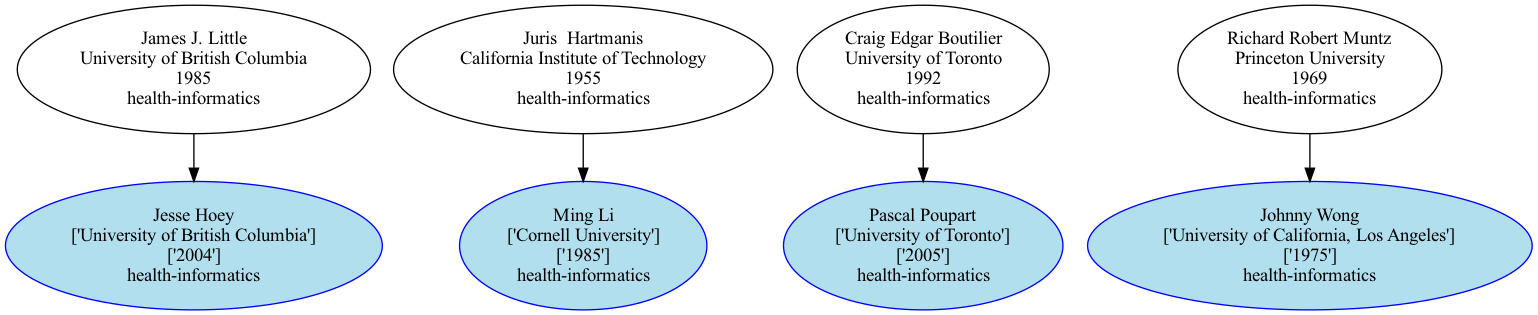 James J. Little
University of British Columbia
1985
health-informatics
Juris  Hartmanis
California Institute of Technology
1955
health-informatics
Craig Edgar Boutilier
University of Toronto
1992
health-informatics
Richard Robert Muntz
Princeton University
1969
health-informatics
Jesse Hoey
['University of British Columbia']
['2004']
health-informatics
Ming Li
['Cornell University']
['1985']
health-informatics
Pascal Poupart
['University of Toronto']
['2005']
health-informatics
Johnny Wong
['University of California, Los Angeles']
['1975']
health-informatics